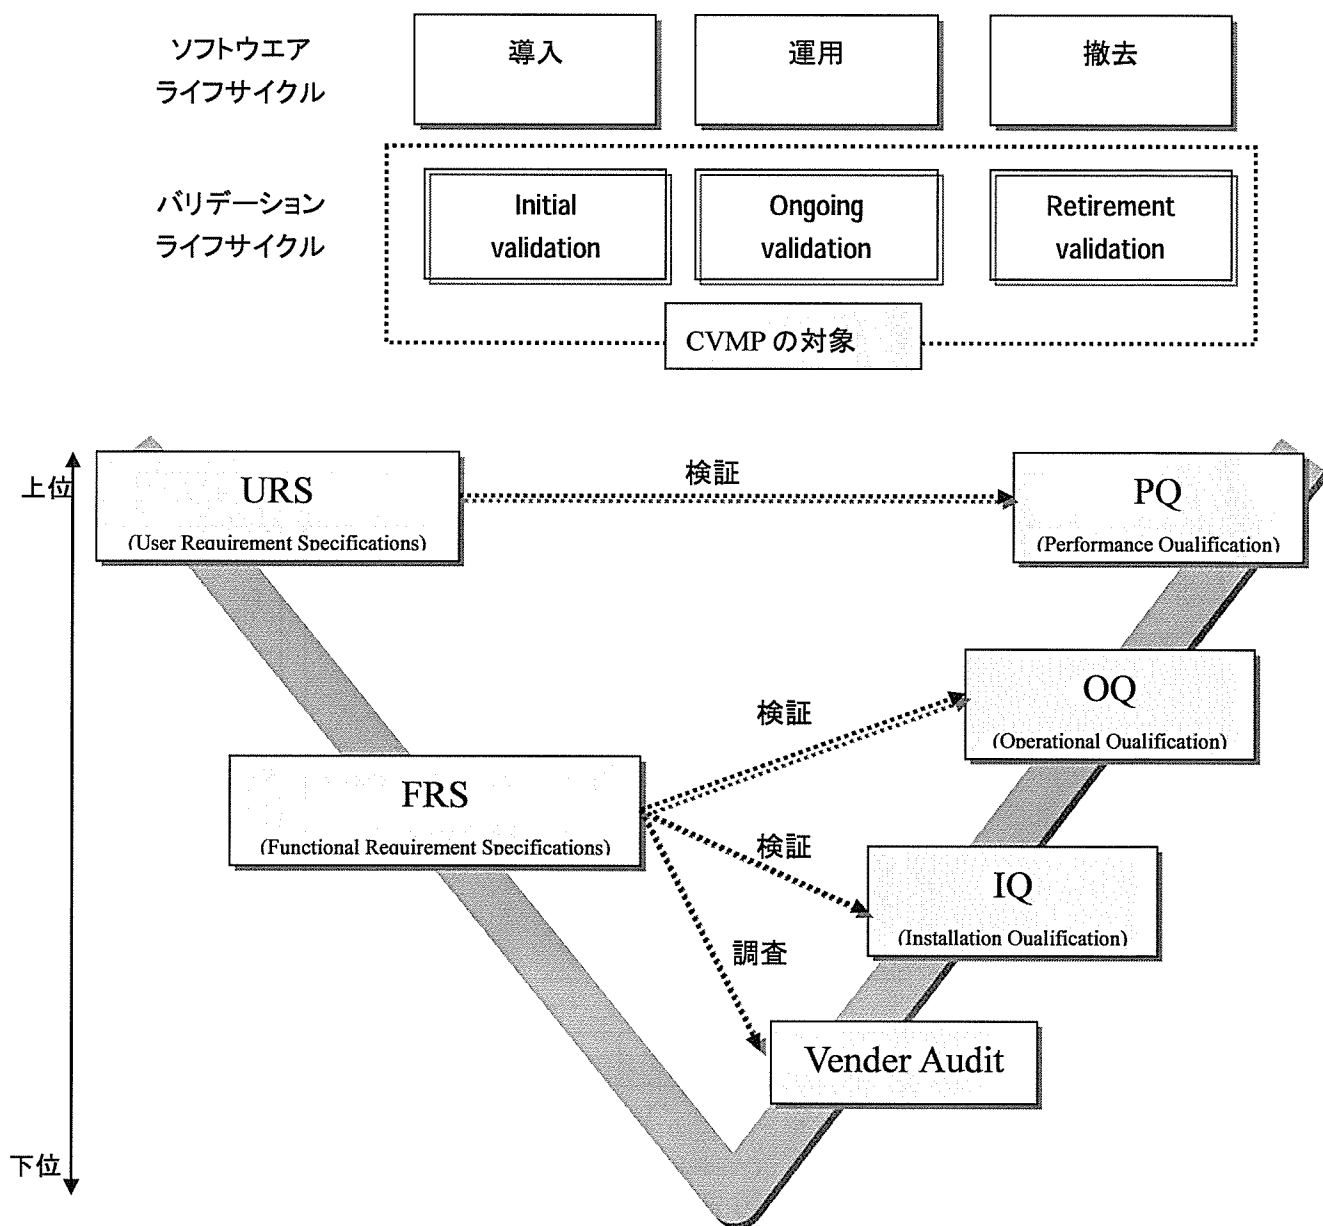 ソフトウエア
ライフサイクル
導入
運用
撤去
バリデーション
ライフサイクル
Initial
validation
Ongoing
validation
Retirement
validation
CVMP の対象
上位
URS
(User Requirement Specifications)
検証
PQ
(Performance Qualification)
検証
OQ
(Operational Qualification)
FRS
(Functional Requirement Specifications)
検証
IQ
(Installation Qualification)
調査
Vender Audit
下位